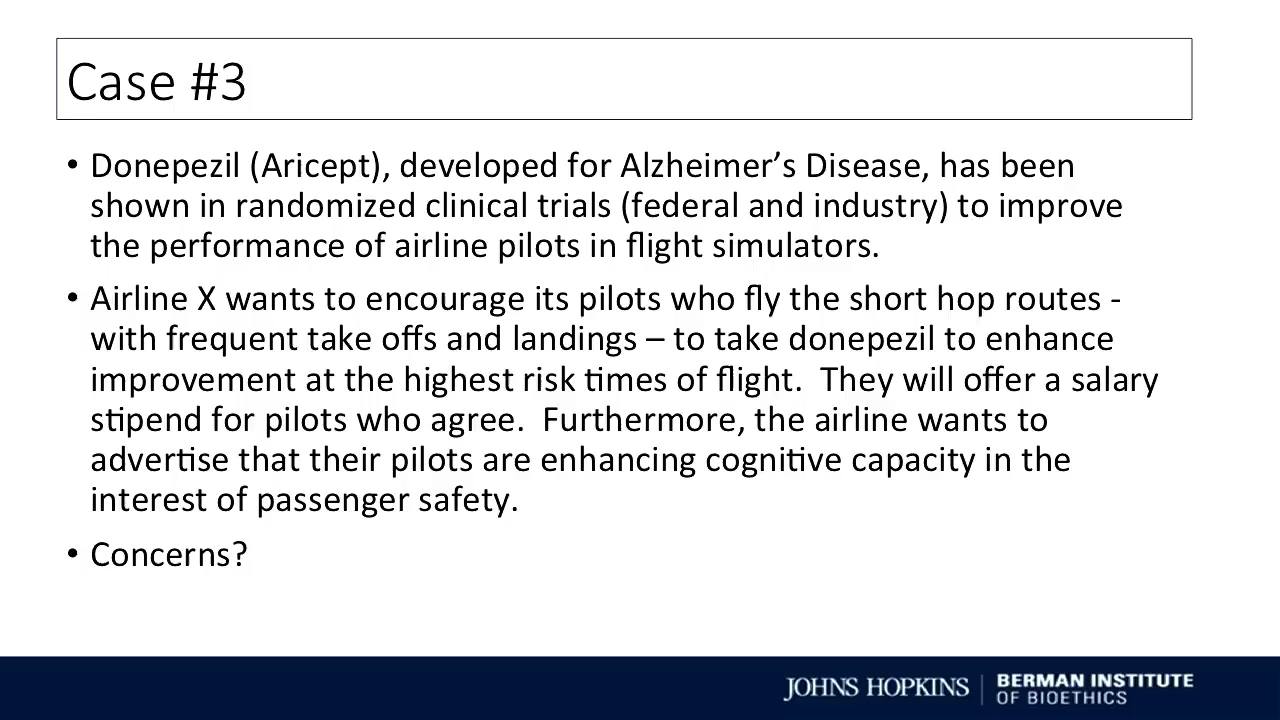 Case #3
• Donepezil (Aricept), developed for Alzheimer’s Disease, has been
shown in randomized clinical trials (federal and industry) to improve
the performance of airline pilots in flight simulators.
• Airline X wants to encourage its pilots who fly the short hop routes -
with frequent take offs and landings – to take donepezil to enhance
improvement at the highest risk times of flight.  They will offer a salary
stipend for pilots who agree.  Furthermore, the airline wants to
advertise that their pilots are enhancing cognitive capacity in the
interest of passenger safety.
• Concerns?
JOHNS HOPKINS
BERMAN INSTITUTE
OF BIOETHICS